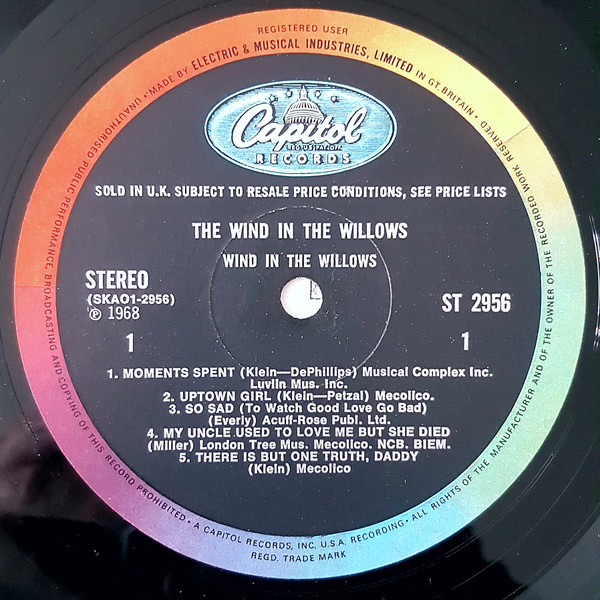 REGISTERED USER
UNAUTHORISED PUBLIC PERFORMANCE, BROADCASTING AND COPYING OF THIS RECORD PROHIBITED • A CAPITOL RECORDS, INC. U.S.A. RECORDING • ALL RIGHTS OF THE MANUFACTURER AND OF THE OWNER OF THE RECORDED WORK RESERVED •
MADE BY ELECTRIC & MUSICAL INDUSTRIES, LIMITED IN GT BRITAIN •
REGD. TRADE MARK
Capitol
REG. U.S. PAT. OFF.
RECORDS
SOLD IN U.K. SUBJECT TO RESALE PRICE CONDITIONS, SEE PRICE LISTS
THE WIND IN THE WILLOWS
WIND IN THE WILLOWS
STEREO
(SKAO1-2956)
℗ 1968
ST 2956
1
1
1. MOMENTS SPENT (Klein—DePhillips) Musical Complex Inc.
Luvlin Mus. Inc.
2. UPTOWN GIRL (Klein—Petzal) Mecolico.
3. SO SAD (To Watch Good Love Go Bad)
(Everly) Acuff-Rose Publ. Ltd.
4. MY UNCLE USED TO LOVE ME BUT SHE DIED
(Miller) London Tree Mus. Mecolico. NCB. BIEM.
5. THERE IS BUT ONE TRUTH, DADDY
(Klein) Mecolico